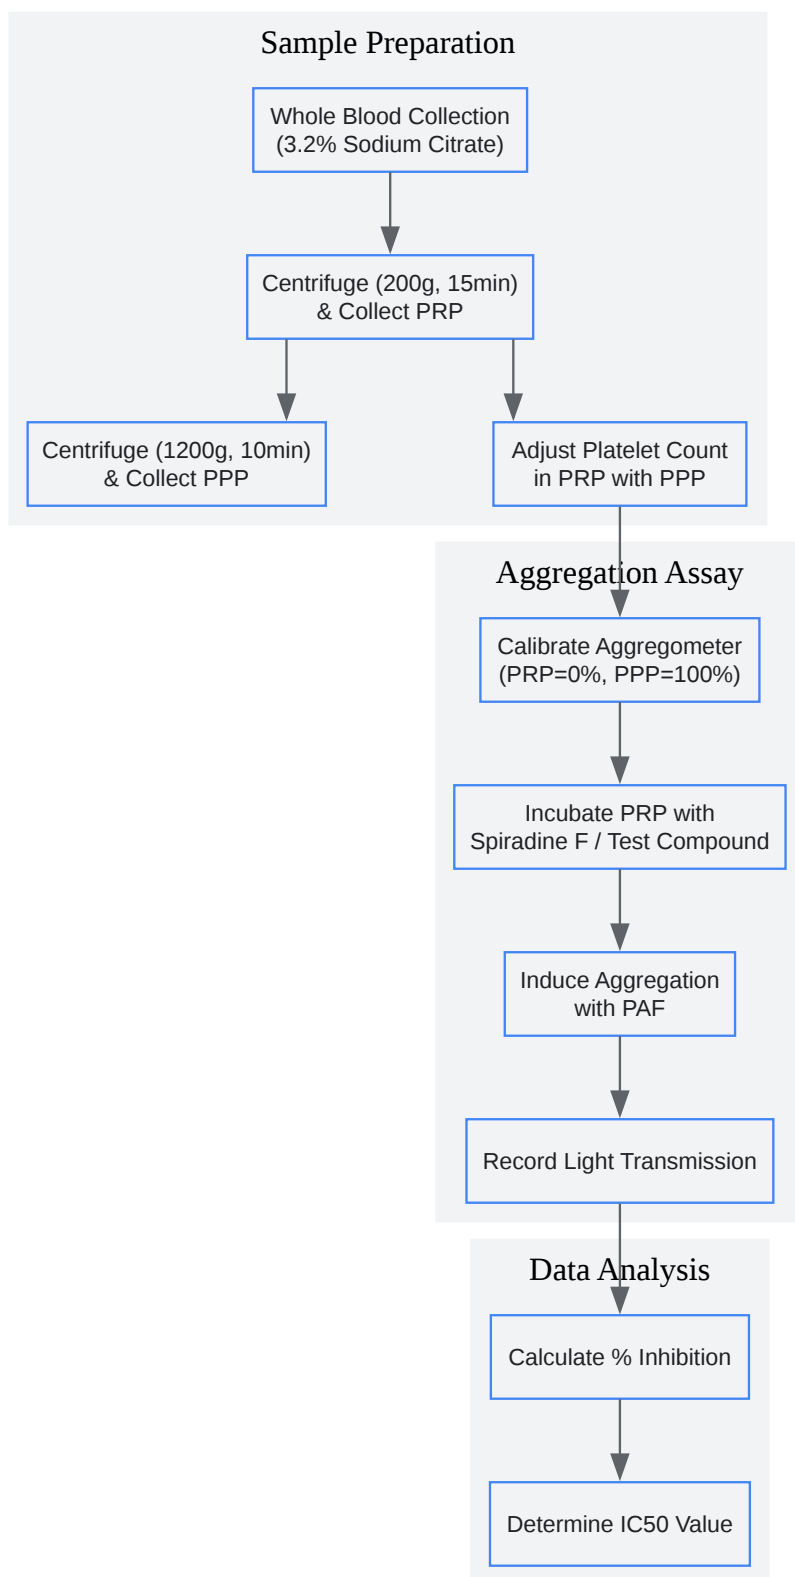 Sample Preparation
Whole Blood Collection
(3.2% Sodium Citrate)
Centrifuge (200g, 15min)
& Collect PRP
Centrifuge (1200g, 10min)
& Collect PPP
Adjust Platelet Count
in PRP with PPP
Aggregation Assay
Calibrate Aggregometer
(PRP=0%, PPP=100%)
Incubate PRP with
Spiradine F / Test Compound
Induce Aggregation
with PAF
Record Light Transmission
Data Analysis
Calculate % Inhibition
Determine IC50 Value